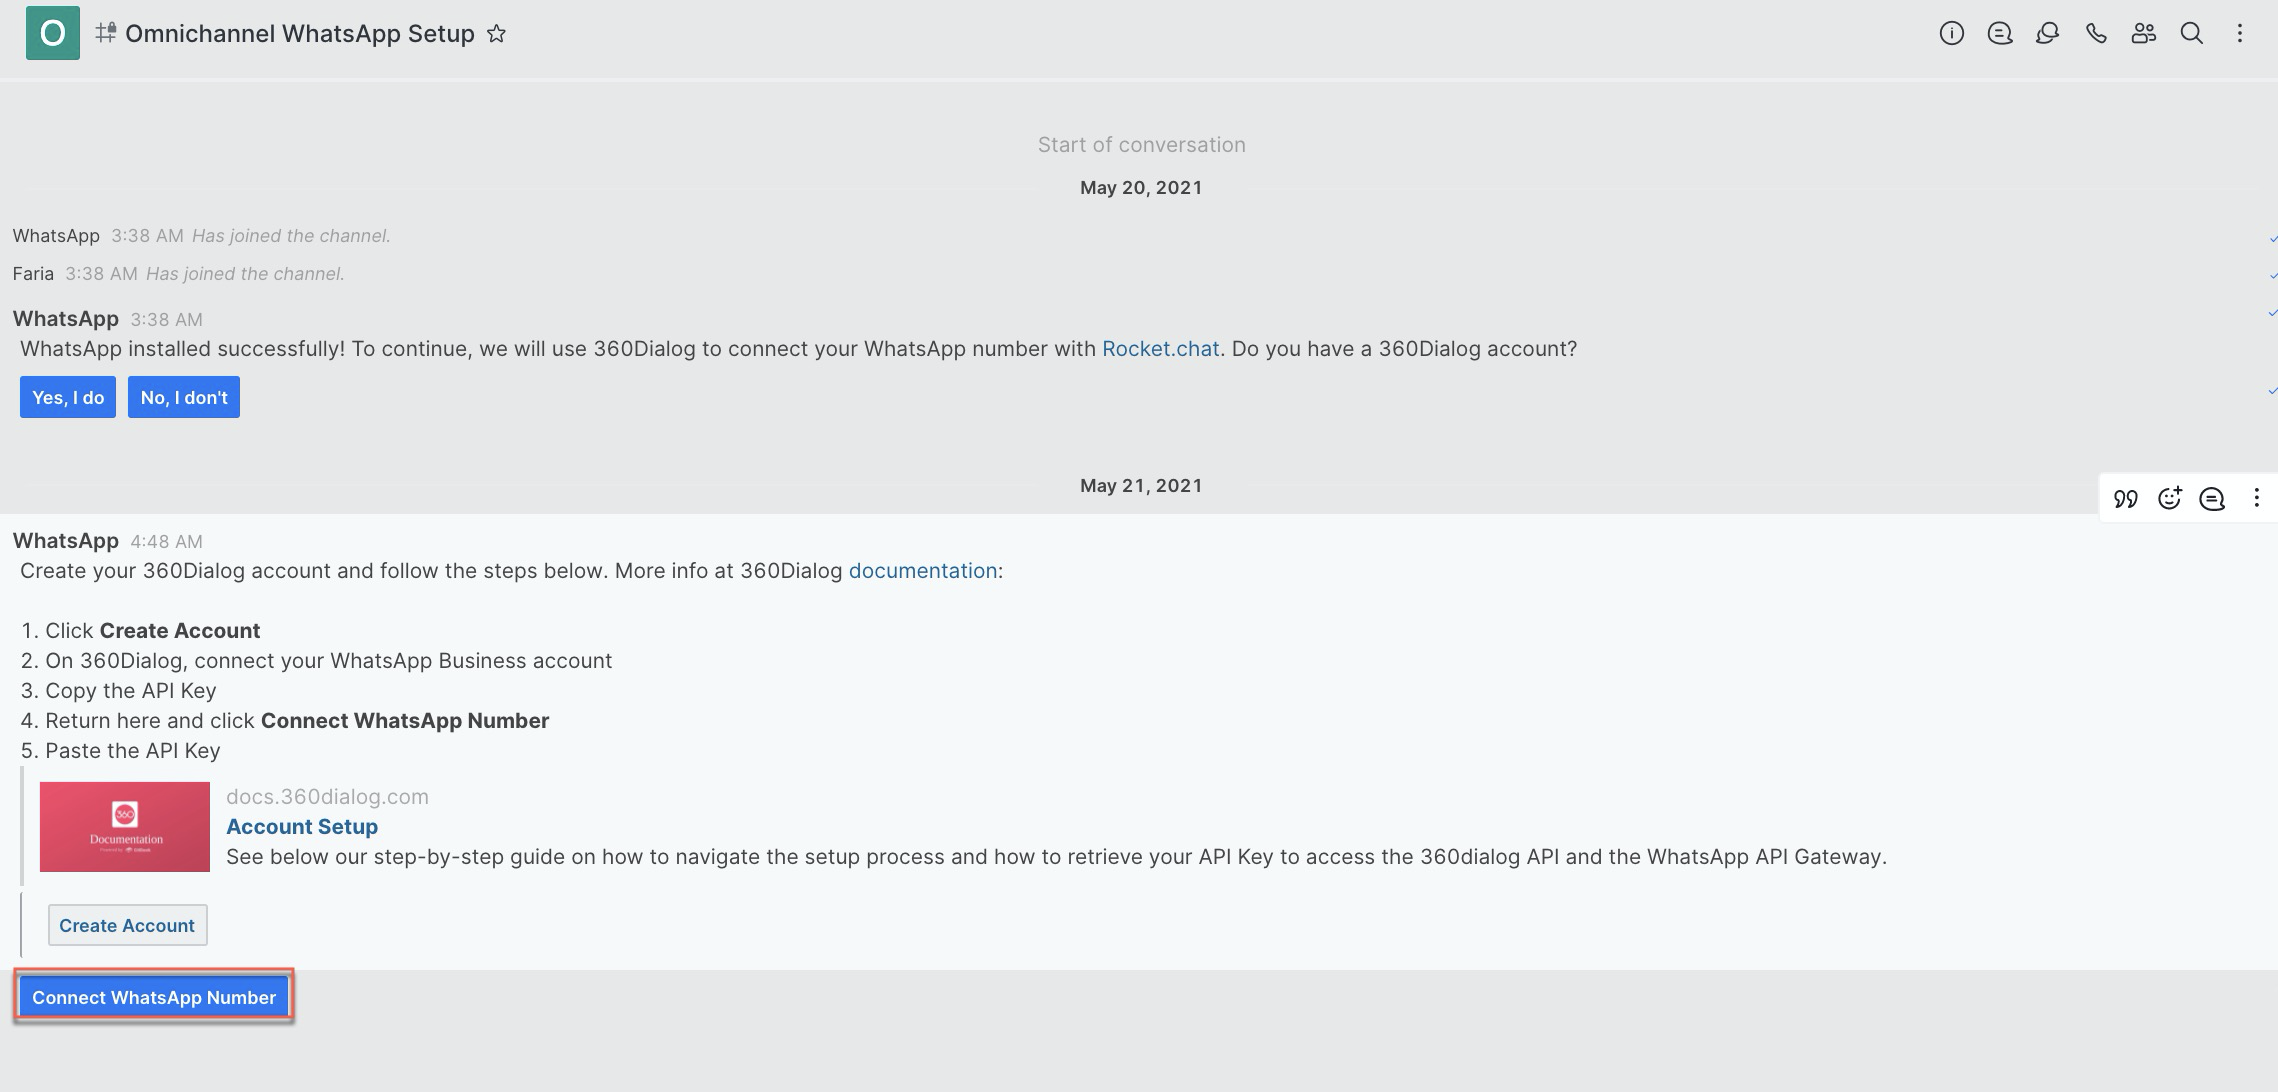 O Omnichannel WhatsApp Setup
Start of conversation
May 20, 2021
WhatsApp 3:38 AM Has joined the channel.
Faria 3:38 AM Has joined the channel.
WhatsApp 3:38 AM
WhatsApp installed successfully! To continue, we will use 360Dialog to connect your WhatsApp number with Rocket.chat. Do you have a 360Dialog account?
Yes, I do No, I don't
May 21, 2021
WhatsApp 4:48 AM
Create your 360Dialog account and follow the steps below. More info at 360Dialog documentation:
1. Click Create Account
2. On 360Dialog, connect your WhatsApp Business account
3. Copy the API Key
4. Return here and click Connect WhatsApp Number
5. Paste the API Key
360
Documentation
docs.360dialog.com
Account Setup
See below our step-by-step guide on how to navigate the setup process and how to retrieve your API Key to access the 360dialog API and the WhatsApp API Gateway.
Create Account
Connect WhatsApp Number